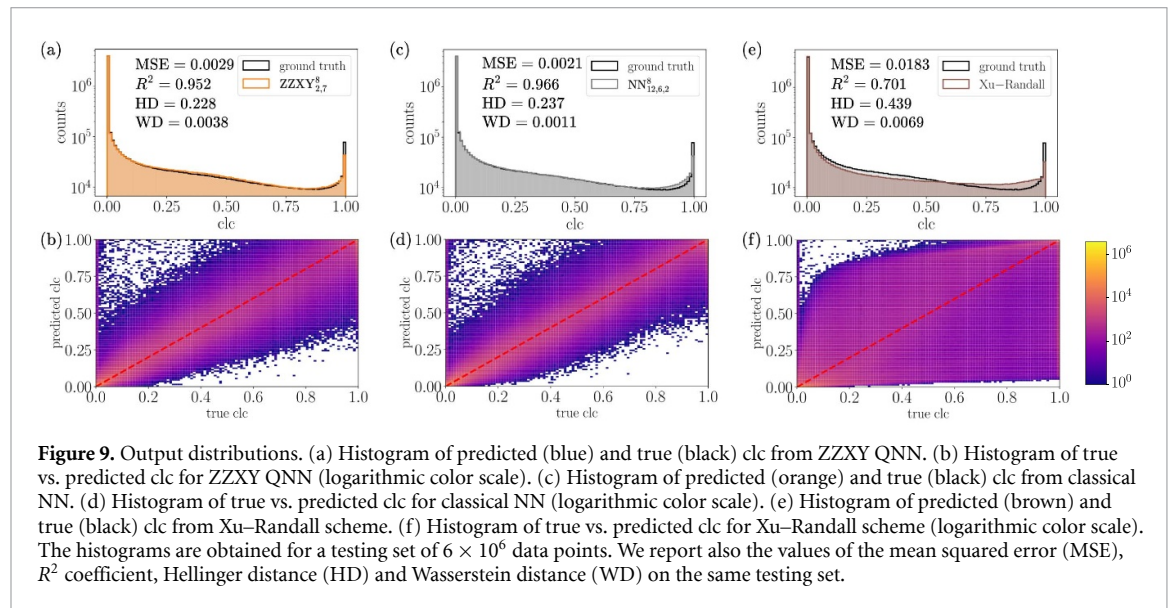 (a)
MSE = 0.0029
R² = 0.952
HD = 0.228
WD = 0.0038
ground truth
ZZXY⁸₂,₇
counts
10⁶
10⁵
10⁴
0.00 0.25 0.50 0.75 1.00
clc
(c)
MSE = 0.0021
R² = 0.966
HD = 0.237
WD = 0.0011
ground truth
NN⁸₁₂,₆,₂
0.00 0.25 0.50 0.75 1.00
clc
(e)
MSE = 0.0183
R² = 0.701
HD = 0.439
WD = 0.0069
ground truth
Xu−Randall
counts
10⁶
10⁵
10⁴
0.00 0.25 0.50 0.75 1.00
clc
(b)
1.00
0.75
0.50
0.25
0.00
predicted clc
0.0 0.2 0.4 0.6 0.8 1.0
true clc
(d)
1.00
0.75
0.50
0.25
0.00
predicted clc
0.0 0.2 0.4 0.6 0.8 1.0
true clc
(f)
1.00
0.75
0.50
0.25
0.00
predicted clc
0.0 0.2 0.4 0.6 0.8 1.0
true clc
10⁶
10⁴
10²
10⁰
Figure 9. Output distributions. (a) Histogram of predicted (blue) and true (black) clc from ZZXY QNN. (b) Histogram of true
vs. predicted clc for ZZXY QNN (logarithmic color scale). (c) Histogram of predicted (orange) and true (black) clc from classical
NN. (d) Histogram of true vs. predicted clc for classical NN (logarithmic color scale). (e) Histogram of predicted (brown) and
true (black) clc from Xu–Randall scheme. (f) Histogram of true vs. predicted clc for Xu–Randall scheme (logarithmic color scale).
The histograms are obtained for a testing set of 6 × 10⁶ data points. We report also the values of the mean squared error (MSE),
R² coefficient, Hellinger distance (HD) and Wasserstein distance (WD) on the same testing set.